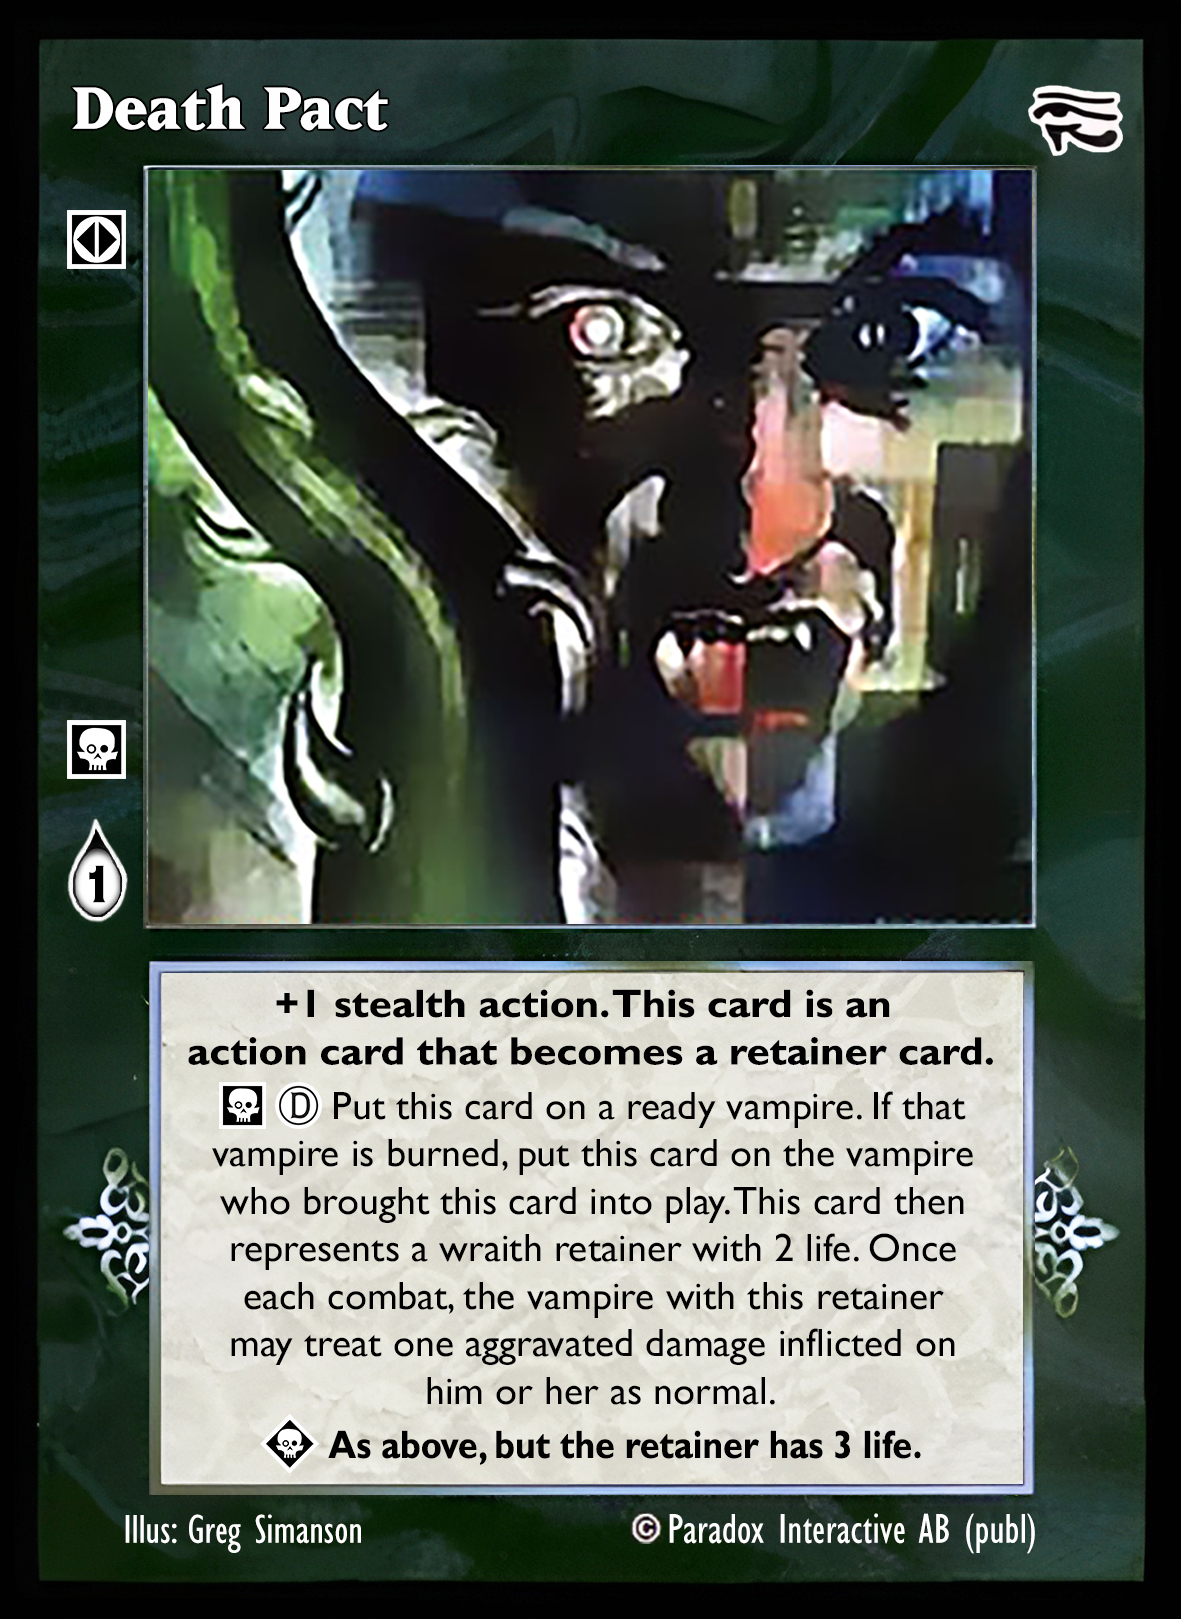 Death Pact
1
+1 stealth action. This card is an
action card that becomes a retainer card.
D Put this card on a ready vampire. If that
vampire is burned, put this card on the vampire
who brought this card into play. This card then
represents a wraith retainer with 2 life. Once
each combat, the vampire with this retainer
may treat one aggravated damage inflicted on
him or her as normal.
As above, but the retainer has 3 life.
Illus: Greg Simanson
© Paradox Interactive AB (publ)